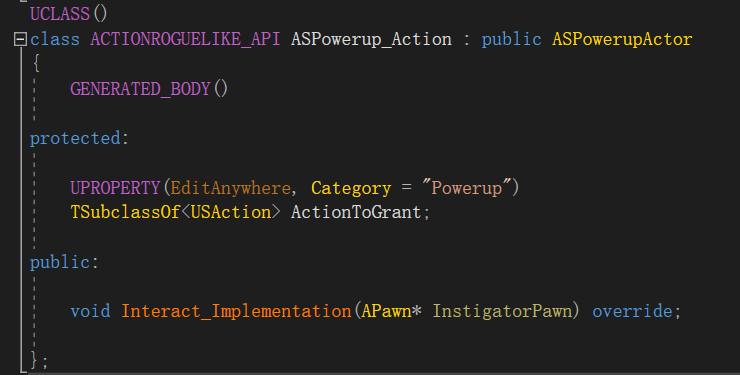 UCLASS()
class ACTIONROGUELIKE_API ASPowerup_Action : public ASPowerupActor
{
GENERATED_BODY()
protected:
UPROPERTY(EditAnywhere, Category = "Powerup")
TSubclassOf<USAction> ActionToGrant;
public:
void Interact_Implementation(APawn* InstigatorPawn) override;
};